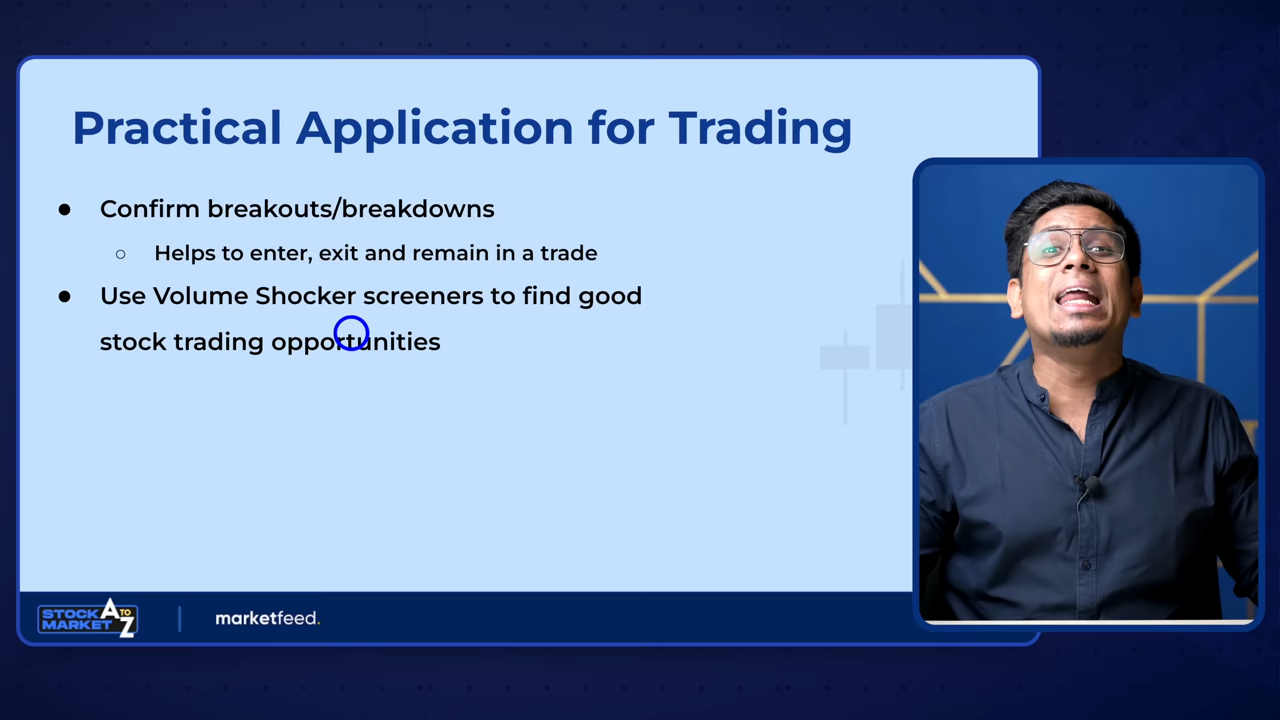 Practical Application for Trading
● Confirm breakouts/breakdowns
○ Helps to enter, exit and remain in a trade
● Use Volume Shocker screeners to find good
stock trading opportunities
STOCK MARKET A TO Z
marketfeed.